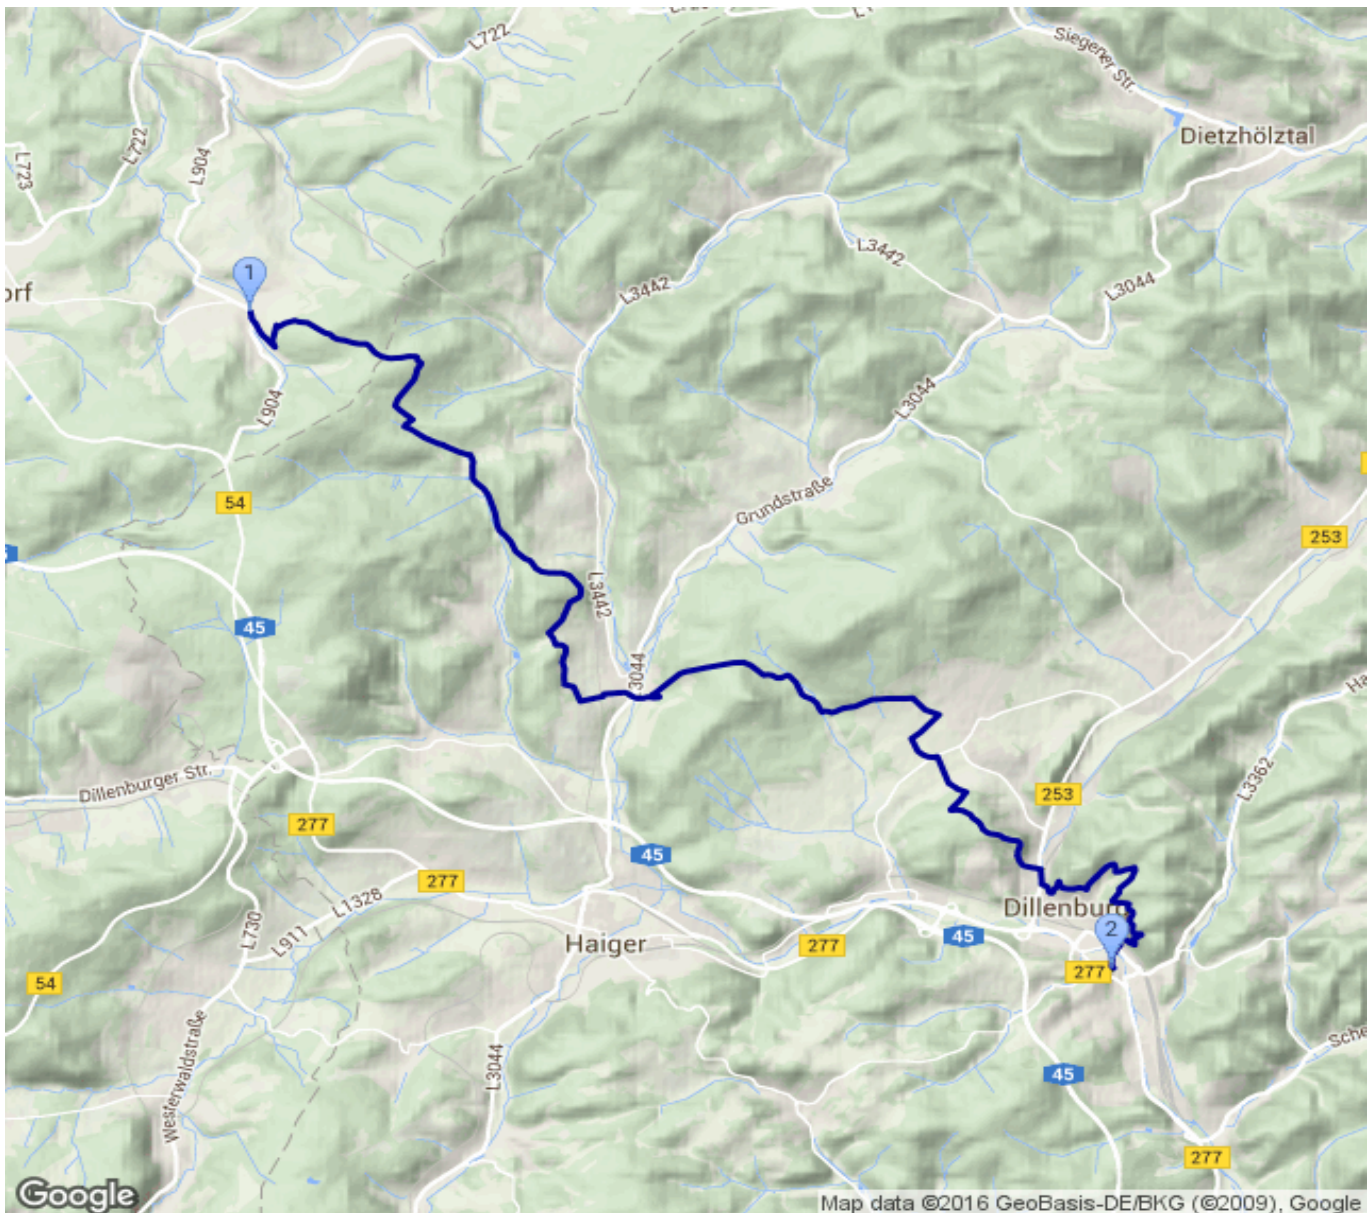 L722
Siegener Str.
Dietzhölztal
L722
L904
L723
L3442
L3442
L3044
1
orf
L904
L3044
54
Grundstraße
253
45
L3442
3044
Ha
Dillenburger Str.
253
L3362
277
45
277
L1328
Dillenburg
L730
L911
Haiger
277
45
2
277
54
Westerwaldstraße
L3044
45
Sche
277
Google
Map data ©2016 GeoBasis-DE/BKG (©2009), Google